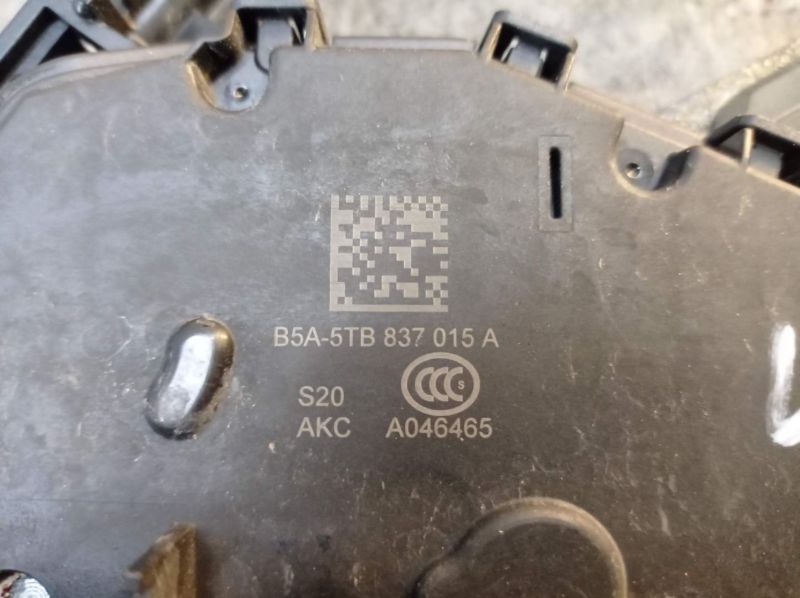 B5A-5TB 837 015 A
S20
CCC S
AKC A046465